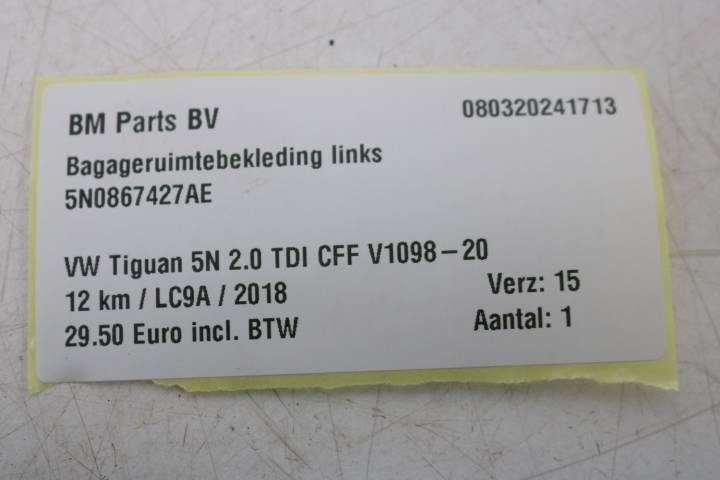 BM Parts BV 080320241713
Bagageruimtebekleding links
5N0867427AE
VW Tiguan 5N 2.0 TDI CFF V1098-20
12 km / LC9A / 2018 Verz: 15
29.50 Euro incl. BTW Aantal: 1